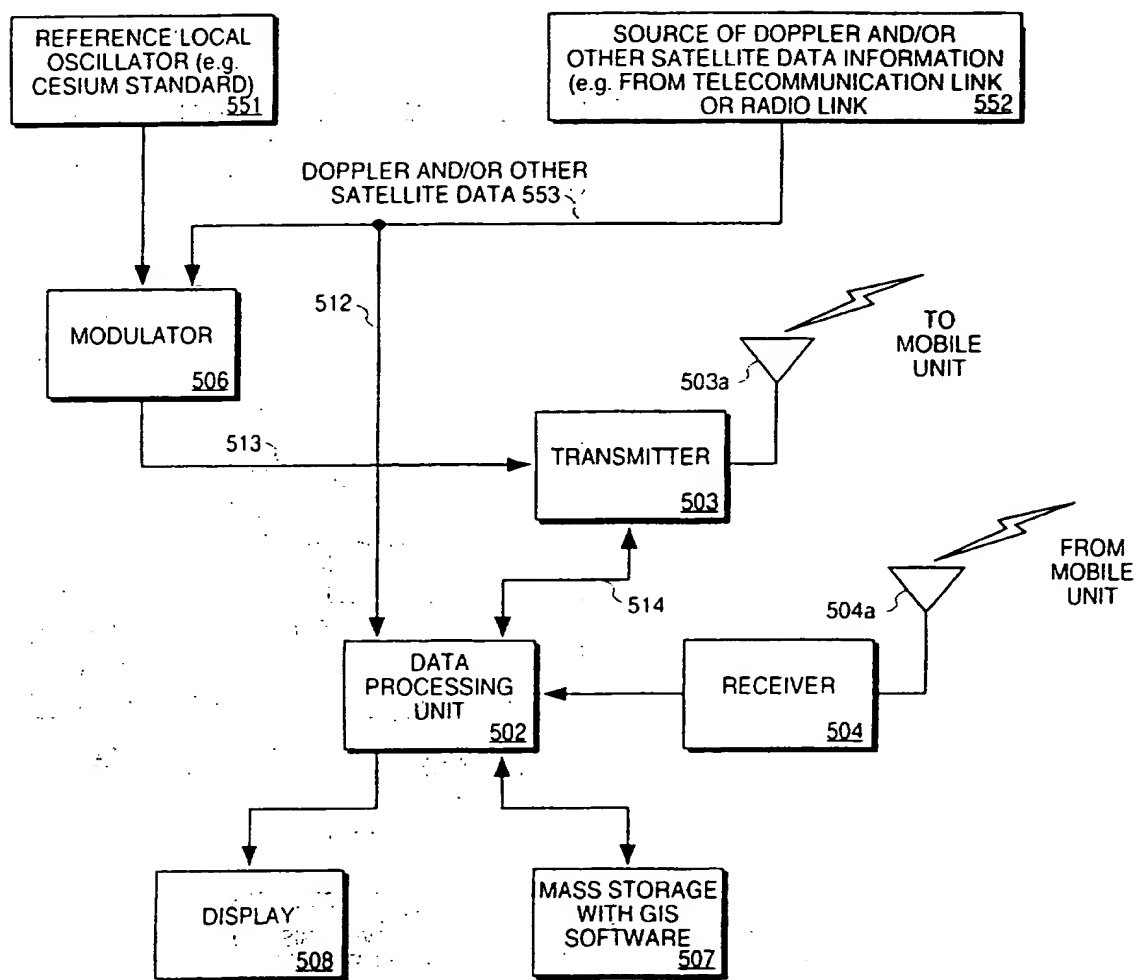 REFERENCE LOCAL
OSCILLATOR (e.g.
CESIUM STANDARD)
551
SOURCE OF DOPPLER AND/OR
OTHER SATELLITE DATA INFORMATION
(e.g. FROM TELECOMMUNICATION LINK
OR RADIO LINK
552
DOPPLER AND/OR OTHER
SATELLITE DATA 553
MODULATOR
506
512
TO
MOBILE
UNIT
503a
513
TRANSMITTER
503
FROM
MOBILE
UNIT
504a
514
DATA
PROCESSING
UNIT
502
RECEIVER
504
DISPLAY
508
MASS STORAGE
WITH GIS
SOFTWARE
507